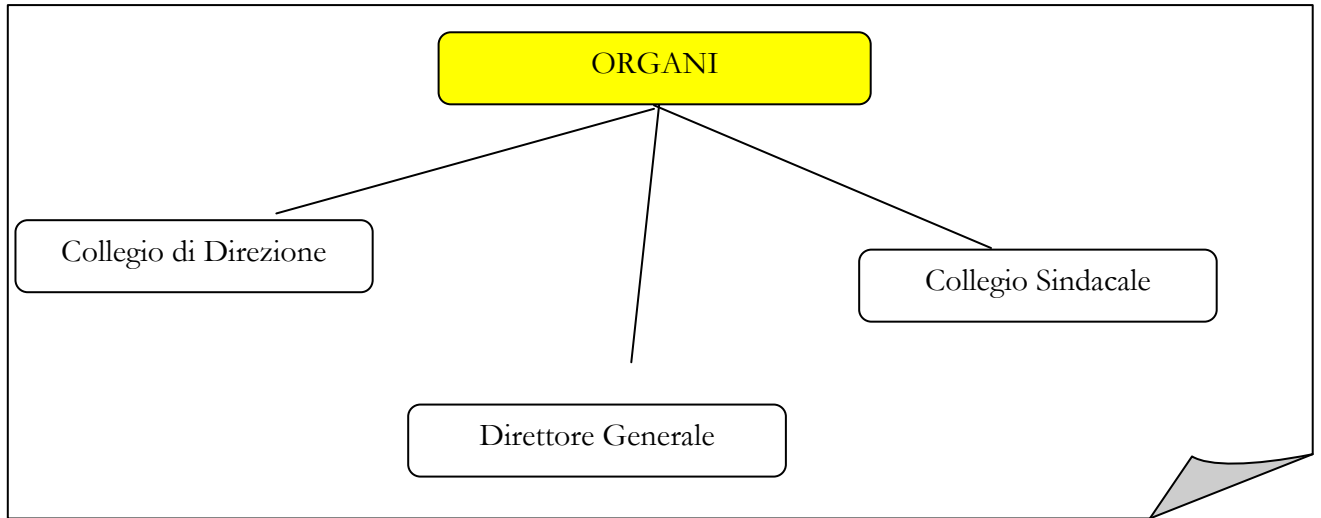 ORGANI
Collegio di Direzione
Collegio Sindacale
Direttore Generale